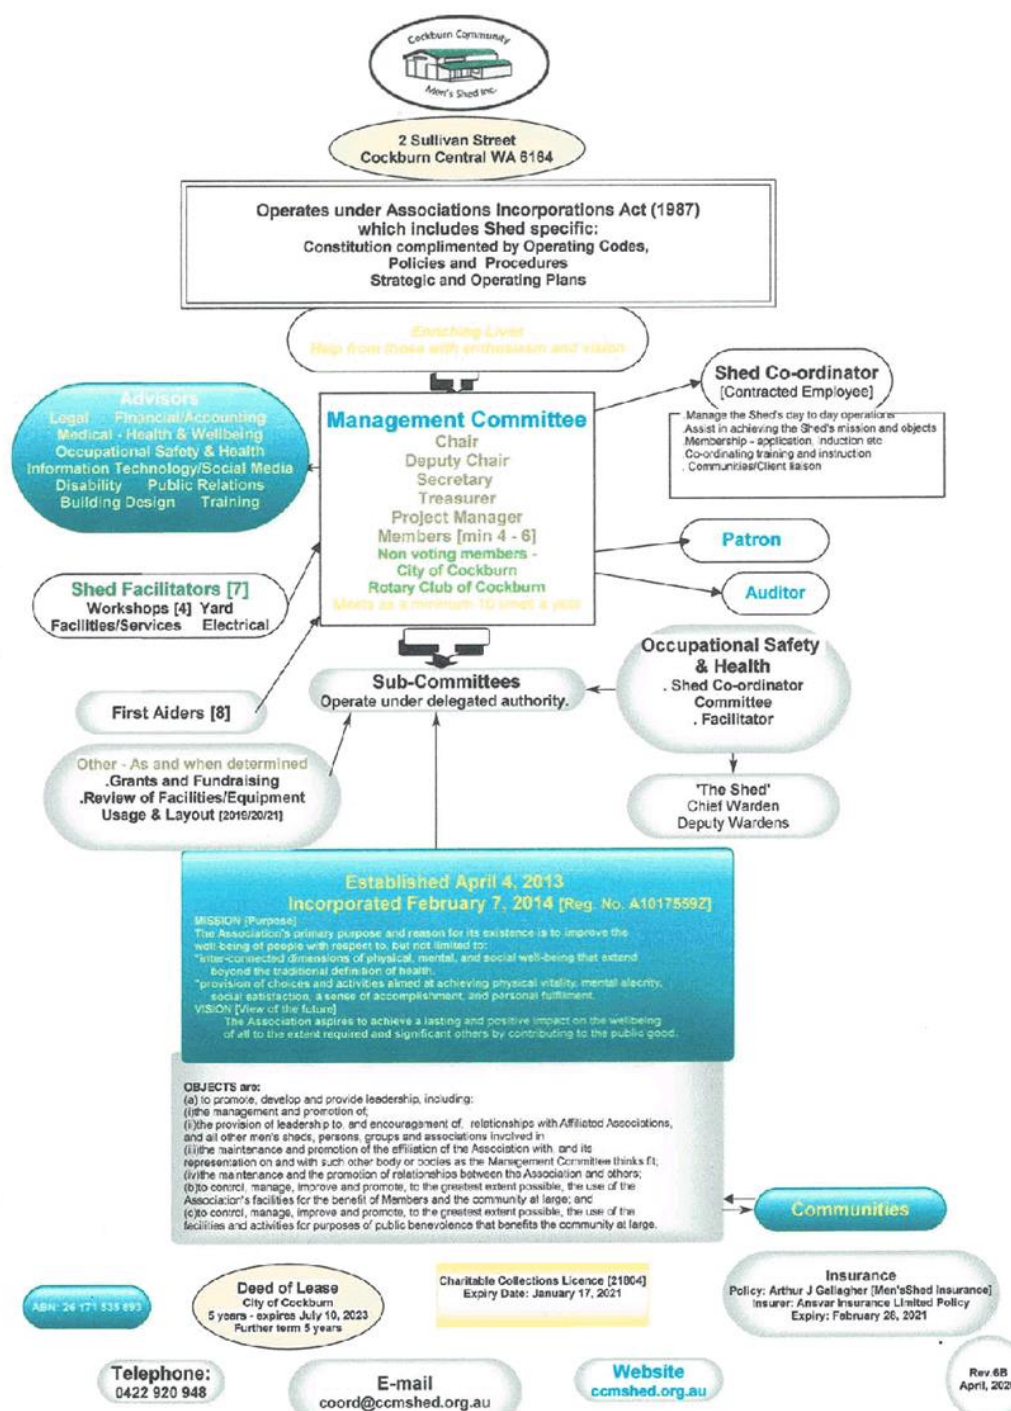 Cockburn Community
Men's Shed Inc.
2 Sullivan Street
Cockburn Central WA 6164
Operates under Associations Incorporations Act (1987)
which includes Shed specific:
Constitution complimented by Operating Codes,
Policies and Procedures
Strategic and Operating Plans
Enriching Lives
Help from those with enthusiasm and vision
Advisors
Legal Financial/Accounting
Medical - Health & Wellbeing
Occupational Safety & Health
Information Technology/Social Media
Disability Public Relations
Building Design Training
Management Committee
Chair
Deputy Chair
Secretary
Treasurer
Project Manager
Members [min 4 - 6]
Non voting members -
City of Cockburn
Rotary Club of Cockburn
Meets as a minimum 10 times a year
Shed Co-ordinator
[Contracted Employee]
.Manage the Shed's day to day operations
.Assist in achieving the Shed's mission and objects
.Membership - application, induction etc
.Co-ordinating training and instruction
. Communities/Client liaison
Patron
Auditor
Shed Facilitators [7]
Workshops [4] Yard
Facilities/Services Electrical
First Aiders [8]
Sub-Committees
Operate under delegated authority.
Occupational Safety
& Health
. Shed Co-ordinator
Committee
. Facilitator
Other - As and when determined
.Grants and Fundraising
.Review of Facilities/Equipment
Usage & Layout [2019/20/21]
'The Shed'
Chief Warden
Deputy Wardens
Established April 4, 2013
Incorporated February 7, 2014 [Reg. No. A1017559Z]
MISSION [Purpose]
The Association's primary purpose and reason for its existence is to improve the
well-being of people with respect to, but not limited to:
*inter-connected dimensions of physical, mental, and social well-being that extend
beyond the traditional definition of health.
*provision of choices and activities aimed at achieving physical vitality, mental alacrity,
social satisfaction, a sense of accomplishment, and personal fulfilment.
VISION [View of the future]
The Association aspires to achieve a lasting and positive impact on the wellbeing
of all to the extent required and significant others by contributing to the public good.
OBJECTS are:
(a) to promote, develop and provide leadership, including:
(i)the management and promotion of;
(ii)the provision of leadership to, and encouragement of, relationships with Affiliated Associations,
and all other men's sheds, persons, groups and associations involved in
(iii)the maintenance and promotion of the affiliation of the Association with, and its
representation on and with such other body or bodies as the Management Committee thinks fit;
(iv)the maintenance and the promotion of relationships between the Association and others;
(b)to control, manage, improve and promote, to the greatest extent possible, the use of the
Association's facilities for the benefit of Members and the community at large; and
(c)to control, manage, improve and promote, to the greatest extent possible, the use of the
facilities and activities for purposes of public benevolence that benefits the community at large.
Communities
ABN: 26 171 535 693
Deed of Lease
City of Cockburn
5 years - expires July 10, 2023
Further term 5 years
Charitable Collections Licence [21804]
Expiry Date: January 17, 2021
Insurance
Policy: Arthur J Gallagher [Men'sShed Insurance]
Insurer: Ansvar Insurance Limited Policy
Expiry: February 28, 2021
Telephone:
0422 920 948
E-mail
coord@ccmshed.org.au
Website
ccmshed.org.au
Rev.6B
April, 202